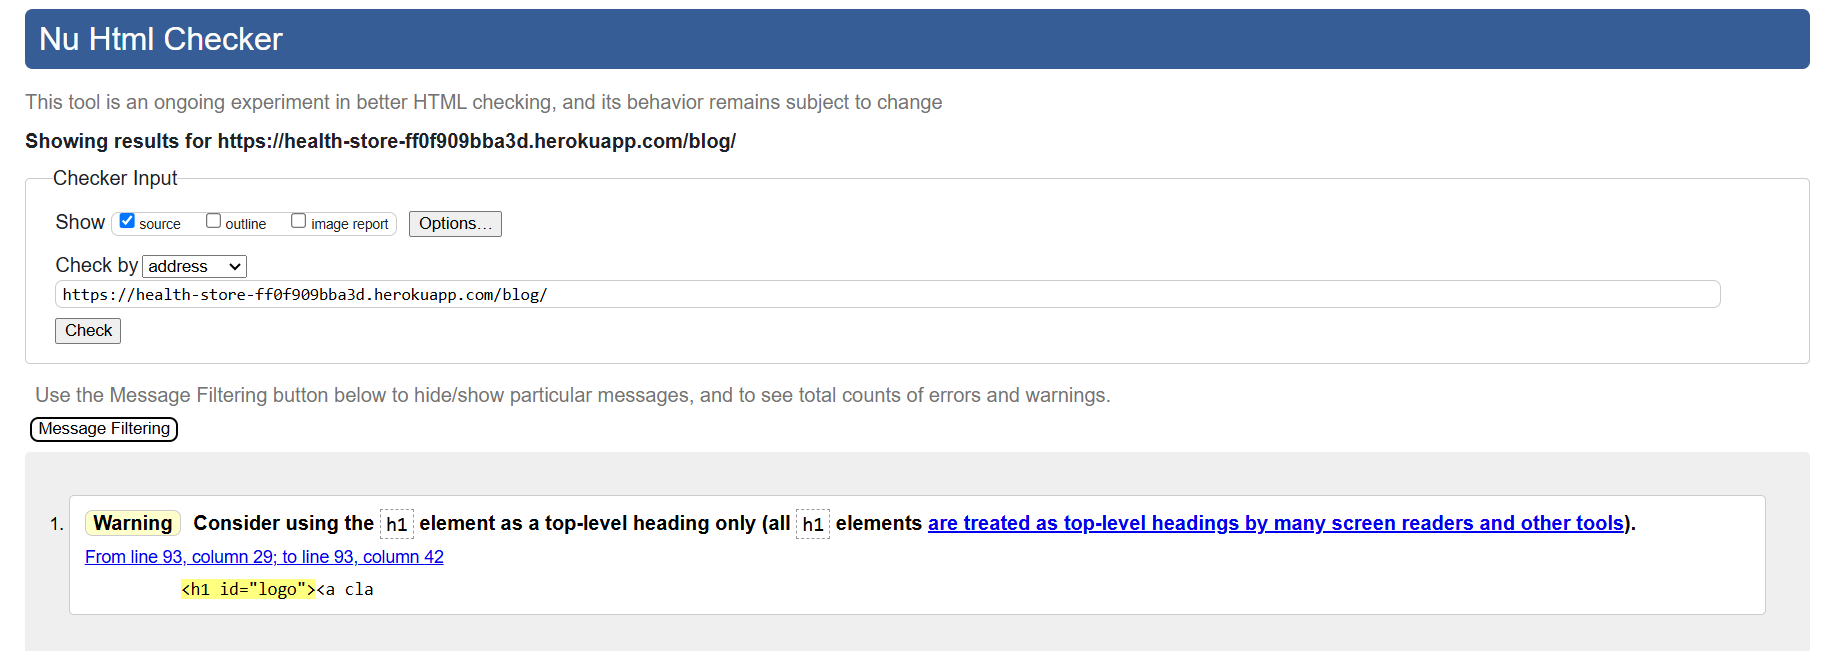 Nu Html Checker
This tool is an ongoing experiment in better HTML checking, and its behavior remains subject to change
Showing results for https://health-store-ff0f909bba3d.herokuapp.com/blog/
Checker Input
Show source outline image report Options...
Check by address
https://health-store-ff0f909bba3d.herokuapp.com/blog/
Check
Use the Message Filtering button below to hide/show particular messages, and to see total counts of errors and warnings.
Message Filtering
1. Warning Consider using the h1 element as a top-level heading only (all h1 elements are treated as top-level headings by many screen readers and other tools).
From line 93, column 29; to line 93, column 42
<h1 id="logo"><a cla